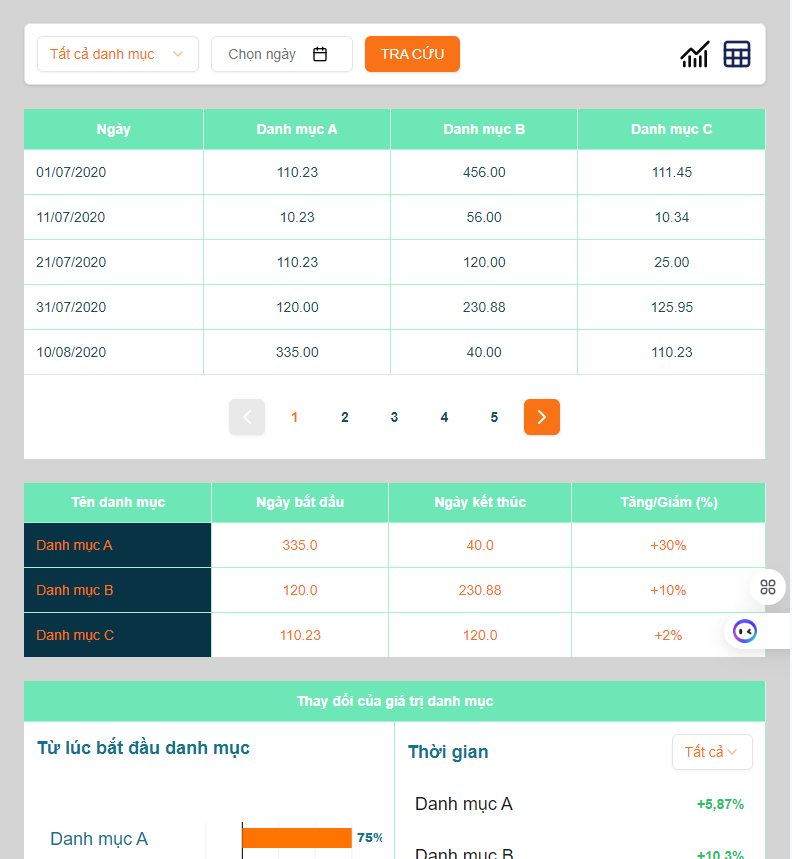 Tất cả danh mục Chọn ngày TRA CỨU
Ngày Danh mục A Danh mục B Danh mục C
01/07/2020 110.23 456.00 111.45
11/07/2020 10.23 56.00 10.34
21/07/2020 110.23 120.00 25.00
31/07/2020 120.00 230.88 125.95
10/08/2020 335.00 40.00 110.23
1 2 3 4 5
Tên danh mục Ngày bắt đầu Ngày kết thúc Tăng/Giảm (%)
Danh mục A 335.0 40.0 +30%
Danh mục B 120.0 230.88 +10%
Danh mục C 110.23 120.0 +2%
Thay đổi của giá trị danh mục
Từ lúc bắt đầu danh mục
Danh mục A 75%
Thời gian Tất cả
Danh mục A +5,87%
Danh mục B +10,3%